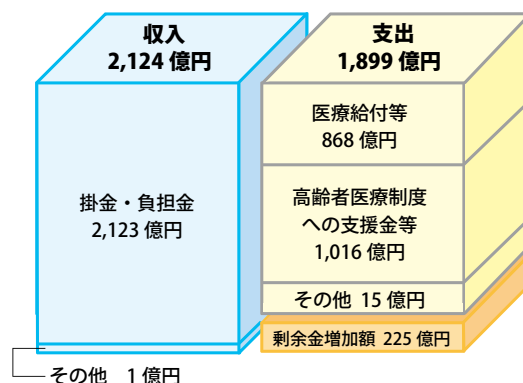 収入
2,124 億円
掛金・負担金
2,123 億円
その他 1 億円
支出
1,899 億円
医療給付等
868 億円
高齢者医療制度
への支援金等
1,016 億円
その他 15 億円
剰余金増加額 225 億円